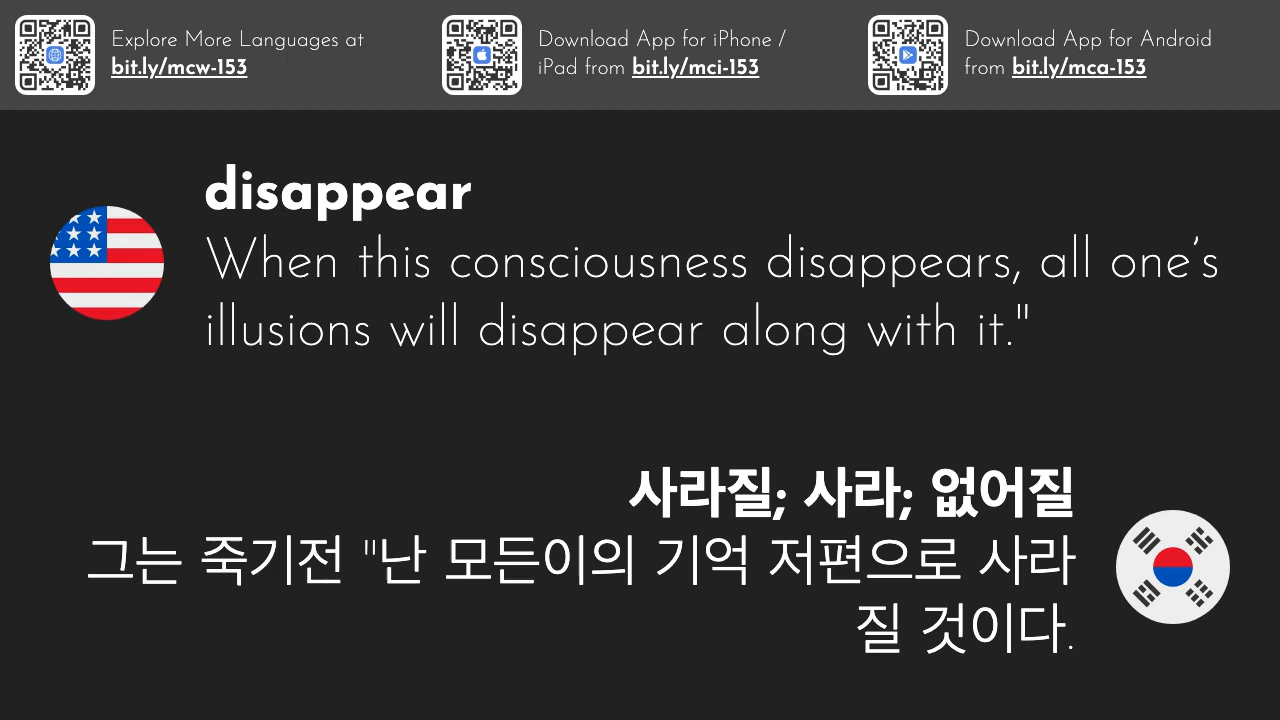 Explore More Languages at
bit.ly/mcw-153
Download App for iPhone /
iPad from bit.ly/mci-153
Download App for Android
from bit.ly/mca-153
disappear
When this consciousness disappears, all one’s
illusions will disappear along with it."
사라질; 사라; 없어질
그는 죽기전 "난 모든이의 기억 저편으로 사라
질 것이다.